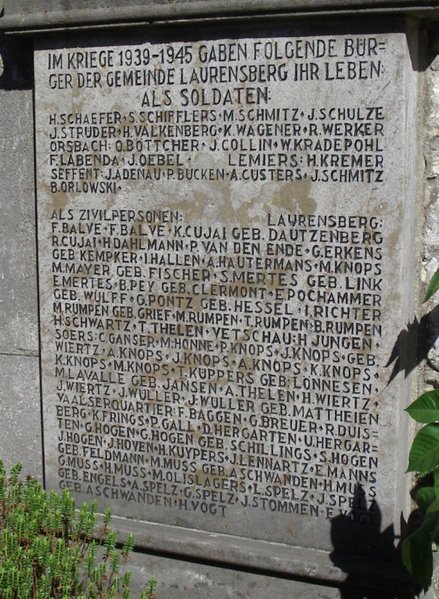 IM KRIEGE 1939-1945 GABEN FOLGENDE BÜR=
GER DER GEMEINDE LAURENSBERG IHR LEBEN:
ALS SOLDATEN:
H.SCHAEFER·S.SCHIFFLERS·M.SCHMITZ·J.SCHULZE
J.STRUDER·H.VALKENBERG·K.WAGENER·R.WERKER
ORSBACH: O.BÖTTCHER·J.COLLIN·W.KRADEPOHL
F.LABENDA·J.OEBEL· LEMIERS: H.KREMER
SEFFENT: J.ADENAU·P.BÜCKEN·A.CUSTERS·J.SCHMITZ
B.ORLOWSKI·
ALS ZIVILPERSONEN: LAURENSBERG:
F.BALVE·F.BALVE·K.CUJAI GEB. DAUTZENBERG
R.CUJAI·H.DAHLMANN·P.VAN DEN ENDE·G.ERKENS
GEB. KEMPKER·I.HALLEN·A.HAUTERMANS·M.KNOPS
M.MAYER GEB. FISCHER·S.MERTES GEB. LINK
E.MERTES·B.PEY GEB. CLERMONT·E.POCHAMMER
GEB. WULFF·G.PONTZ GEB. HESSEL·I.RICHTER
M.RUMPEN GEB. GRIEF·M.RUMPEN·T.RUMPEN·B.RUMPEN
H.SCHWARTZ·T.THELEN·VETSCHAU: H.JUNGEN
SOERS: C.GANSER·M.HONNE·P.KNOPS·J.KNOPS·GEB.
WIERTZ·A.KNOPS·J.KNOPS·A.KNOPS·K.KNOPS·
K.KNOPS·M.KNOPS·T.KÜPPERS GEB. LONNESEN·
M.LAVALLE GEB. JANSEN·A.THELEN·H.WIERTZ·
J.WIERTZ·J.WÜLLER·J.WÜLLER GEB. MATTHEIEN
VAALSERQUARTIER: F.BAGGEN·G.BREUER·R.DUIS=
BERG·K.FRINGS·P.GALL·D.HERGARTEN·U.HERGAR=
TEN·G.HOGEN·G.HOGEN GEB. SCHILLINGS·S.HOGEN
J.HOGEN·J.HOVEN·H.KUYPERS·J.LENNARTZ·E.MANNS
GEB. FELDMANN·M.MUSS GEB. ASCHWANDEN·H.MUSS
G.MUSS·H.MUSS·M.OLISLAGERS·L.SPELZ·J.SPELZ
GEB. ENGELS·A.SPELZ·G.SPELZ·J.STOMMEN·E.VOGT
GEB. ASCHWANDEN·H.VOGT